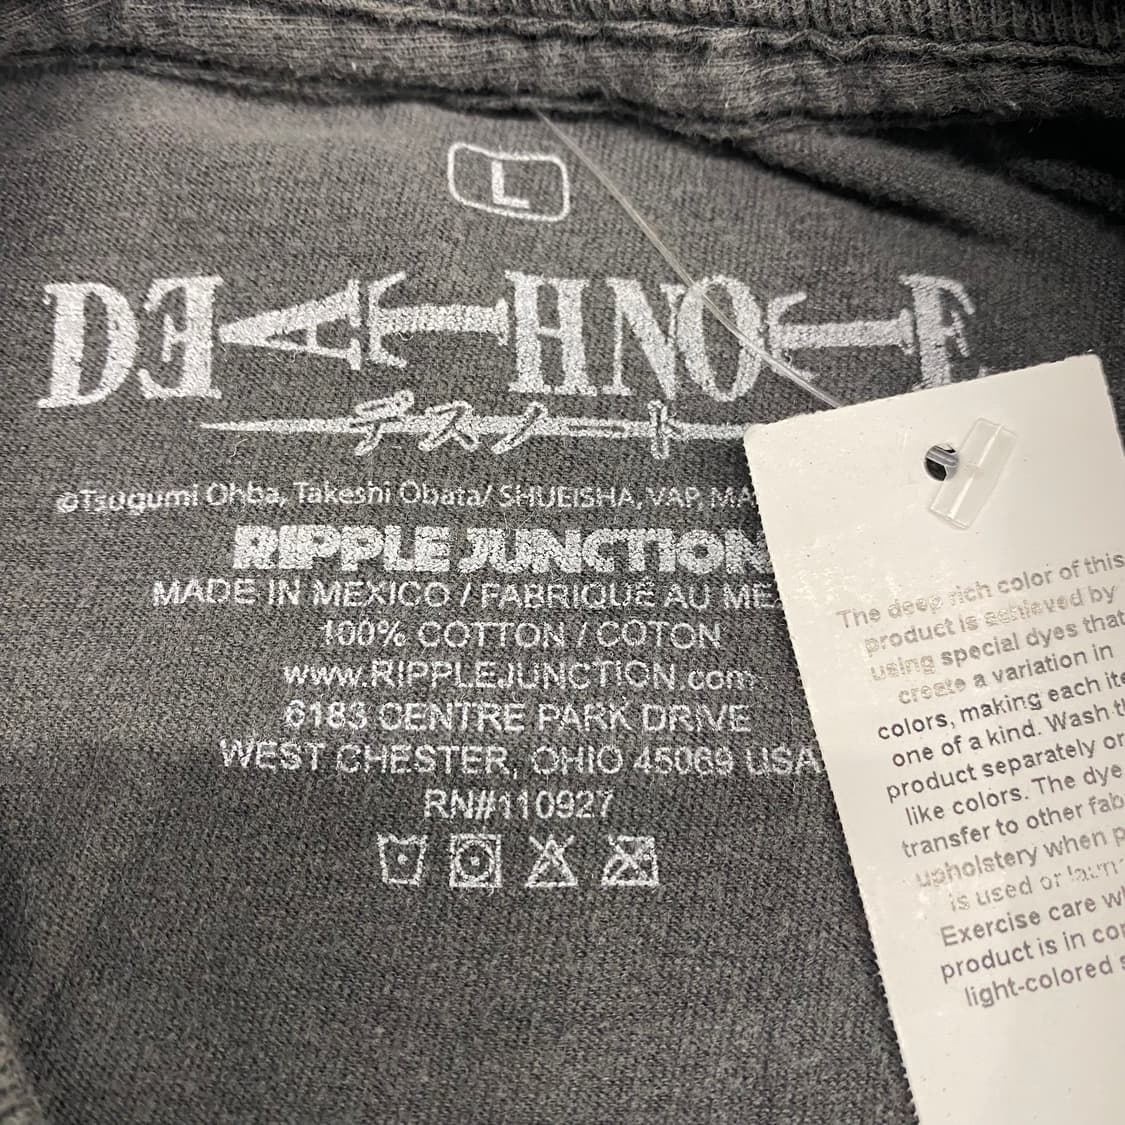 L
DEATH NOTE
デスノート
©Tsugumi Ohba, Takeshi Obata/ SHUEISHA, VAP,
RIPPLE JUNCTION
MADE IN MEXICO / FABRIQUÉ AU
100% COTTON / COTON
www.RIPPLEJUNCTION.com
6183 CENTRE PARK DRIVE
WEST CHESTER, OHIO 45069 USA
RN#110927
The deep rich color of this
product is achieved by
using special dyes that
create a variation in
colors, making each
one of a kind. Wash
product separately or
like colors. The dye
transfer to other
upholstery when
is used or
Exercise care
product is in
light-colored